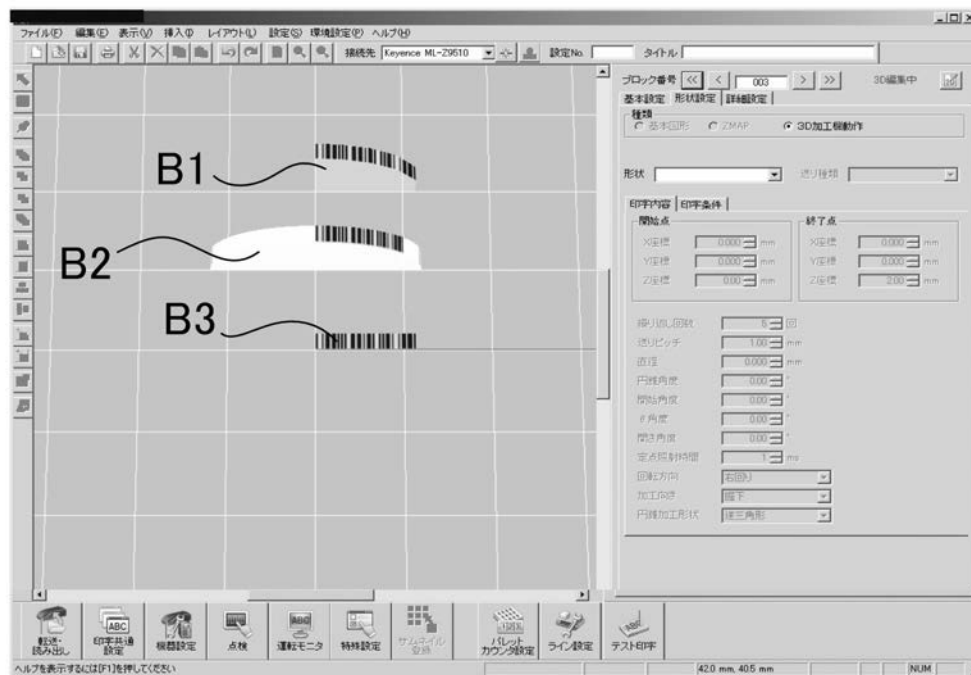 ファイル(F) 編集(E) 表示(V) 挿入(I) レイアウト(L) 設定(S) 環境設定(P) ヘルプ(H)
接続先 Keyence ML-Z9510 設定No. タイトル
ブロック番号 << < 003 > >> 3D編集中
基本設定 形状設定 詳細設定
種類
基本図形 ZMAP 3D加工機動作
形状 送り種類
印字内容 印字条件
開始点 終了点
X座標 0.000 mm X座標 0.000 mm
Y座標 0.000 mm Y座標 0.000 mm
Z座標 0.00 mm Z座標 2.00 mm
繰り返し回数 5 回
送りピッチ 1.00 mm
直径 0.000 mm
円錐角度 0.00 °
開始角度 0.00 °
θ角度 0.00 °
開き角度 0.00 °
定点照射時間 1 ms
回転方向 右回り
加工向き 掘下
円錐加工形状 逆三角形
B1
B2
B3
転送・読み出し
印字共通設定
機器設定
点検
運転モニタ
特殊設定
サムネイル登録
パレットカウンタ設定
ライン設定
テスト印字
ABC
ヘルプを表示するには[F1]を押してください 42.0 mm, 40.5 mm NUM